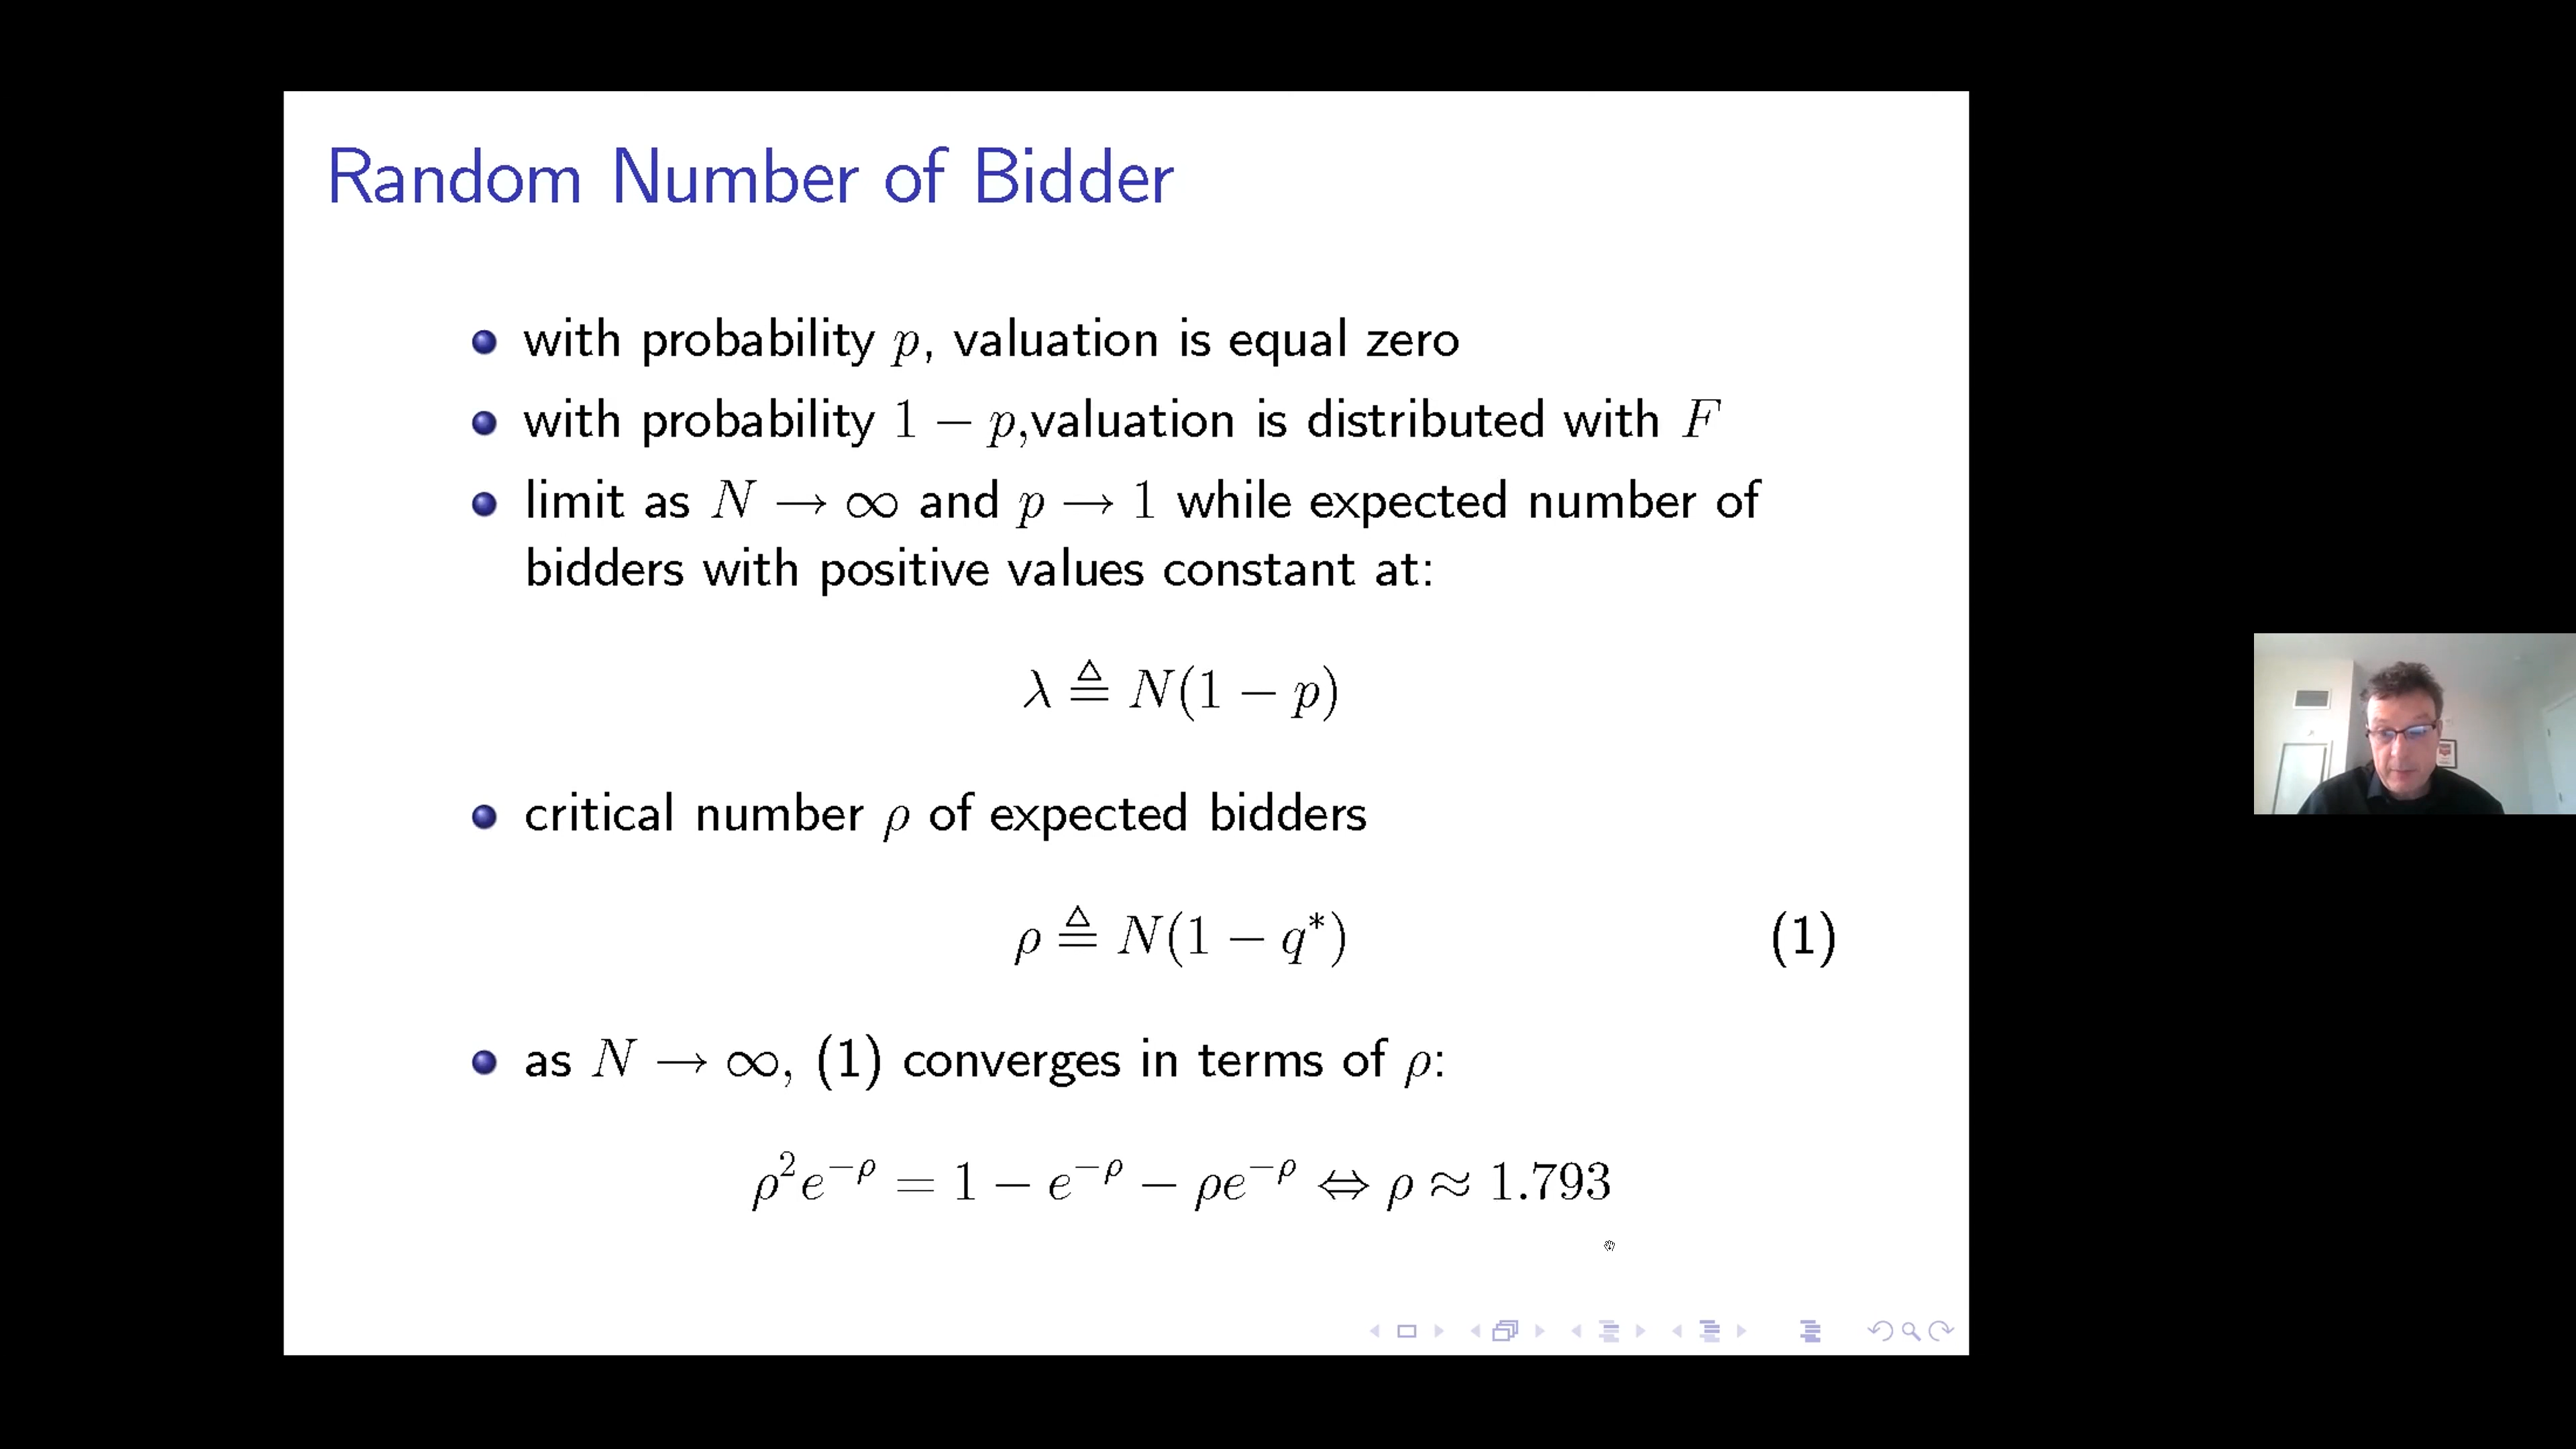 Random Number of Bidder
with probability p, valuation is equal zero
with probability 1 − p,valuation is distributed with F
limit as N → ∞ and p → 1 while expected number of
bidders with positive values constant at:
λ ≜ N(1 − p)
critical number ρ of expected bidders
ρ ≜ N(1 − q*) (1)
as N → ∞, (1) converges in terms of ρ:
ρ²e^{−ρ} = 1 − e^{−ρ} − ρe^{−ρ} ⇔ ρ ≈ 1.793